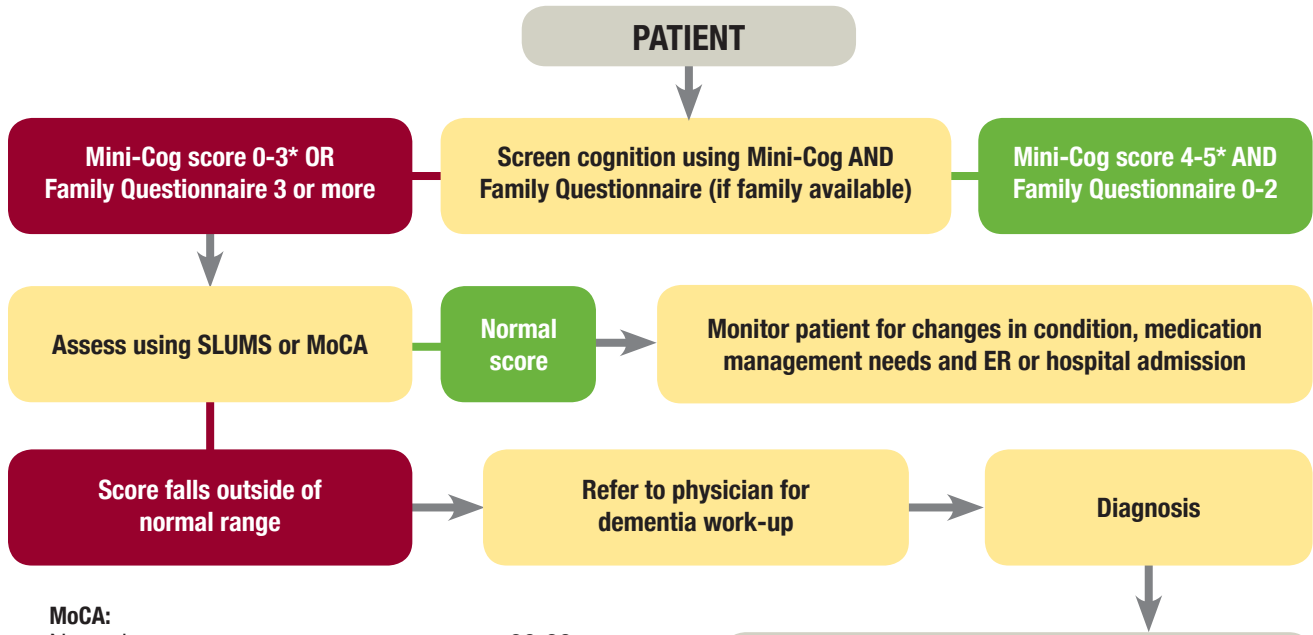 PATIENT
Mini-Cog score 0-3* OR
Family Questionnaire 3 or more
Screen cognition using Mini-Cog AND
Family Questionnaire (if family available)
Mini-Cog score 4-5* AND
Family Questionnaire 0-2
Assess using SLUMS or MoCA
Normal
score
Monitor patient for changes in condition, medication
management needs and ER or hospital admission
Score falls outside of
normal range
Refer to physician for
dementia work-up
Diagnosis
MoCA: